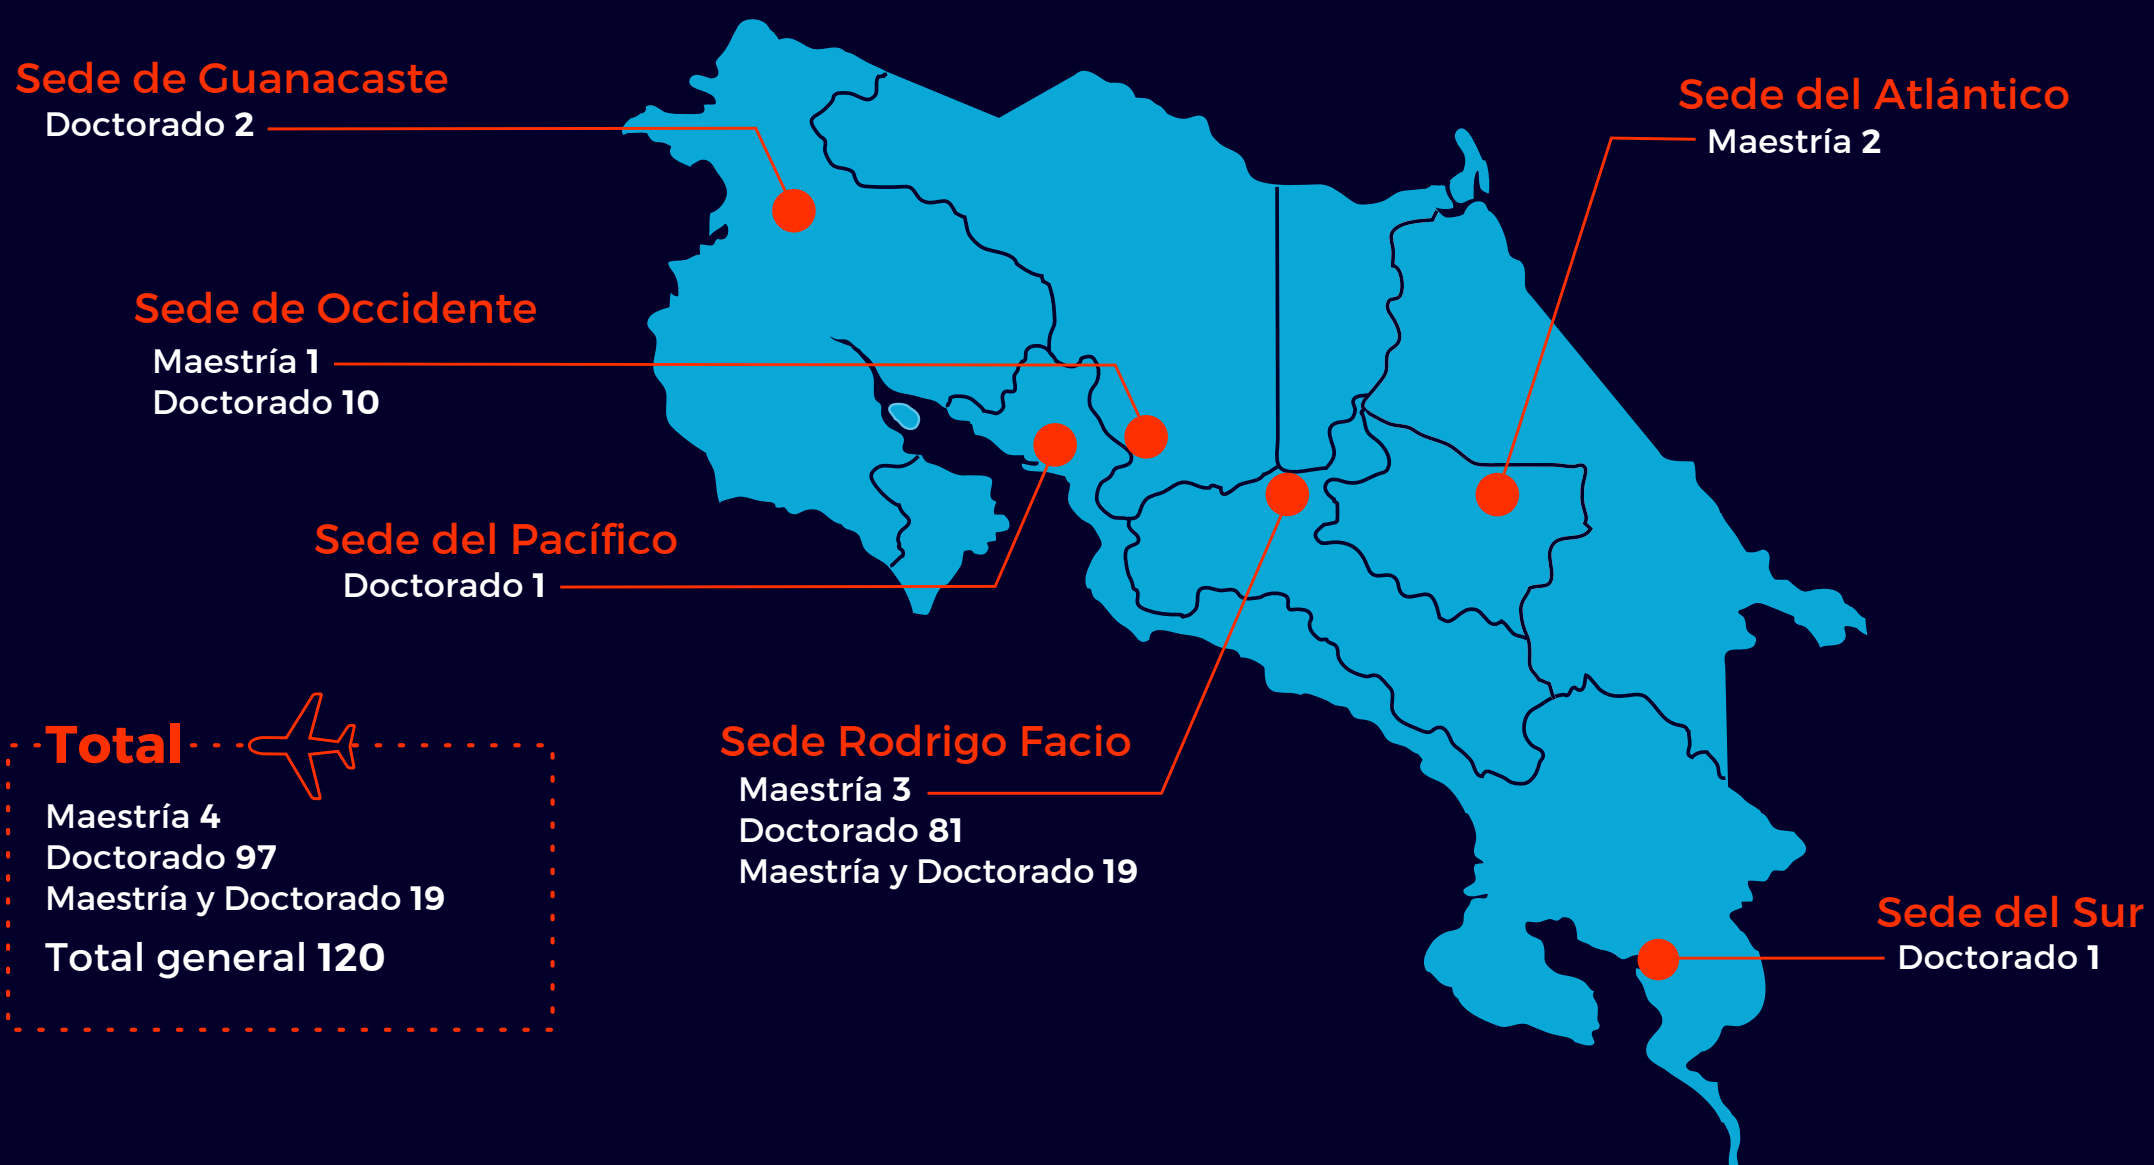 Sede de Guanacaste
Doctorado 2
Sede del Atlántico
Maestría 2
Sede de Occidente
Maestría 1
Doctorado 10
Sede del Pacífico
Doctorado 1
Sede Rodrigo Facio
Maestría 3
Doctorado 81
Maestría y Doctorado 19
Total
Maestría 4
Doctorado 97
Maestría y Doctorado 19
Total general 120
Sede del Sur
Doctorado 1